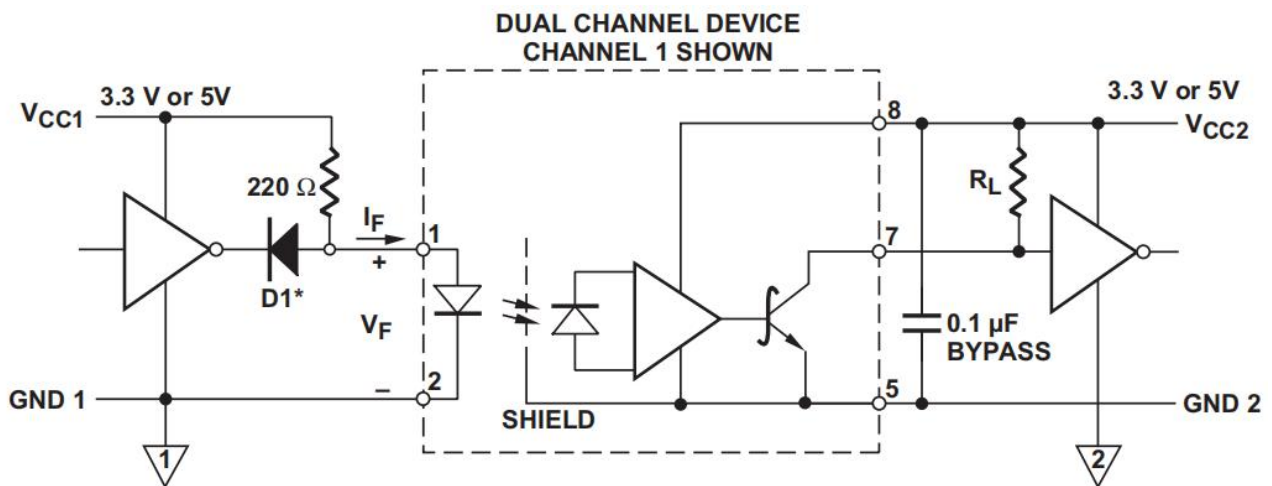 DUAL CHANNEL DEVICE
CHANNEL 1 SHOWN
3.3 V or 5V
VCC1
220 Ω
IF
D1*
1
+
VF
2
–
GND 1
1
SHIELD
8
7
5
3.3 V or 5V
VCC2
RL
0.1 µF
BYPASS
GND 2
2